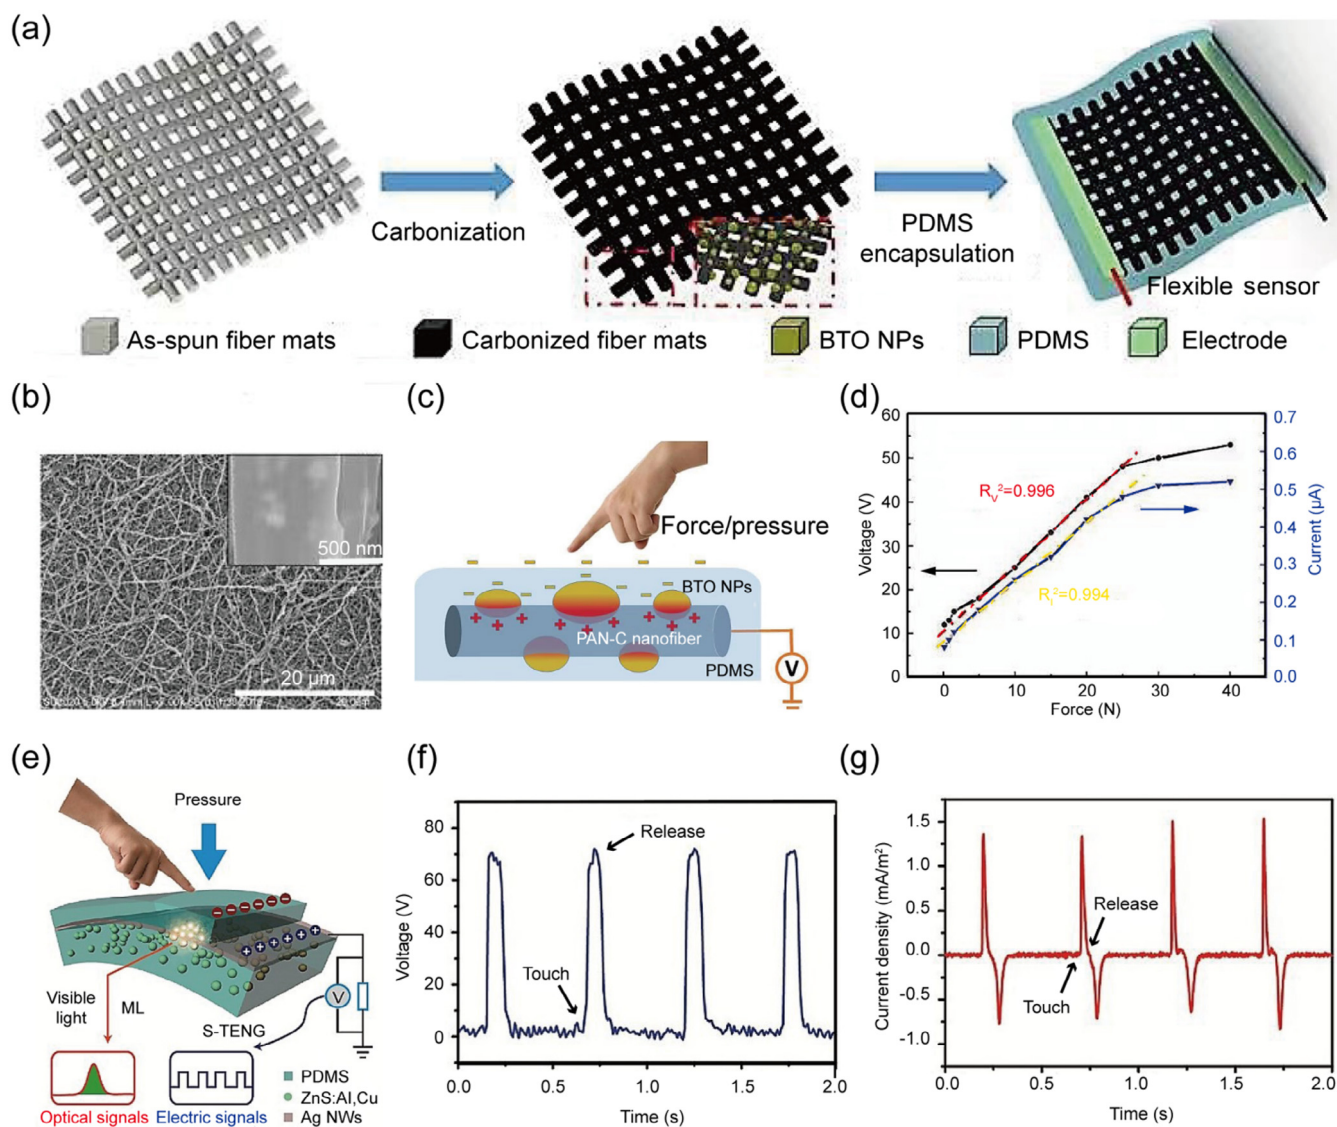 (a)
Carbonization
PDMS
encapsulation
Flexible sensor
As-spun fiber mats
Carbonized fiber mats
BTO NPs
PDMS
Electrode
(b)
500 nm
20 μm
(c)
Force/pressure
BTO NPs
PAN-C nanofiber
PDMS
V
(d)
60
50
40
30
20
10
0
Voltage (V)
0.7
0.6
0.5
0.4
0.3
0.2
0.1
0.0
Current (μA)
R_V²=0.996
R_I²=0.994
0
10
20
30
40
Force (N)
(e)
Pressure
Visible
light
ML
S-TENG
V
Optical signals
Electric signals
PDMS
ZnS:Al,Cu
Ag NWs
(f)
80
60
40
20
0
Voltage (V)
Release
Touch
0.0
0.5
1.0
1.5
2.0
Time (s)
(g)
1.5
1.0
0.5
0.0
-0.5
-1.0
Current density (mA/m²)
Release
Touch
0.0
0.5
1.0
1.5
2.0
Time (s)